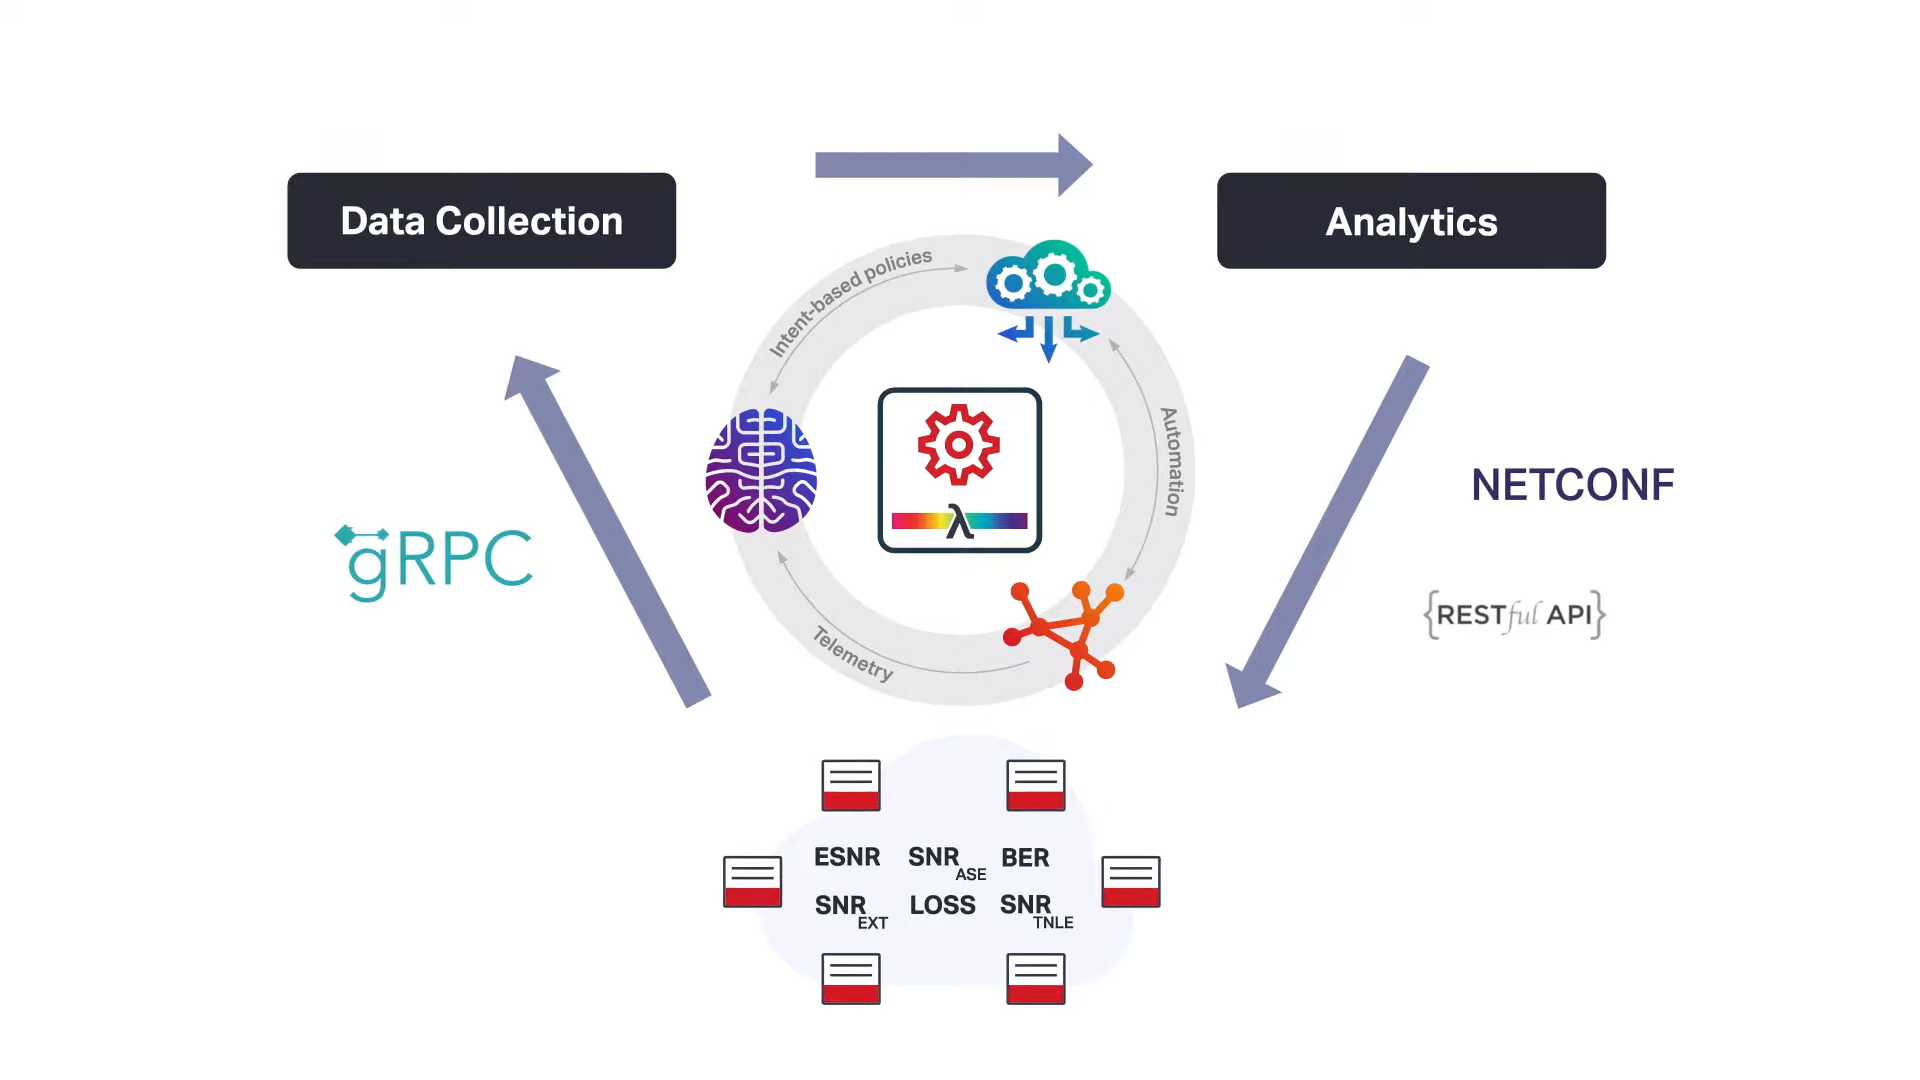 Data Collection
Analytics
Intent-based policies
Automation
Telemetry
λ
gRPC
NETCONF
{RESTful API}
ESNR SNR ASE BER
SNR EXT LOSS SNR TNLE